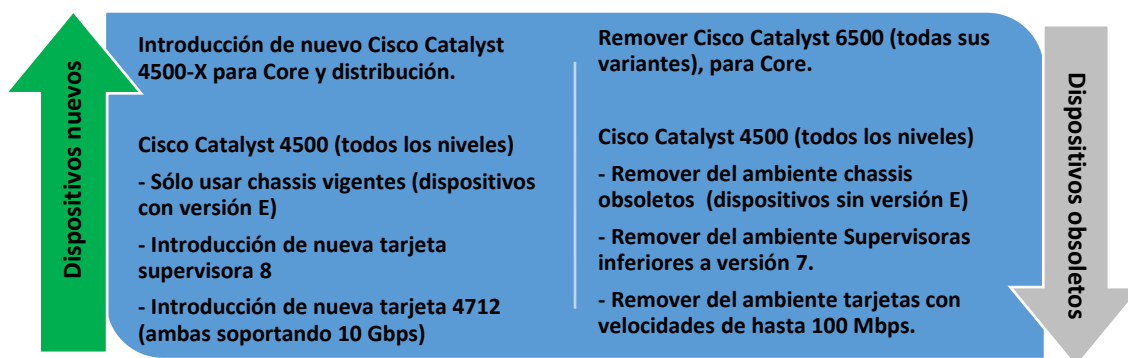 Dispositivos nuevos
Introducción de nuevo Cisco Catalyst
4500-X para Core y distribución.
Cisco Catalyst 4500 (todos los niveles)
- Sólo usar chassis vigentes (dispositivos
con versión E)
- Introducción de nueva tarjeta
supervisora 8
- Introducción de nueva tarjeta 4712
(ambas soportando 10 Gbps)
Remover Cisco Catalyst 6500 (todas sus
variantes), para Core.
Cisco Catalyst 4500 (todos los niveles)
- Remover del ambiente chassis
obsoletos (dispositivos sin versión E)
- Remover del ambiente Supervisoras
inferiores a versión 7.
- Remover del ambiente tarjetas con
velocidades de hasta 100 Mbps.
Dispositivos obsoletos